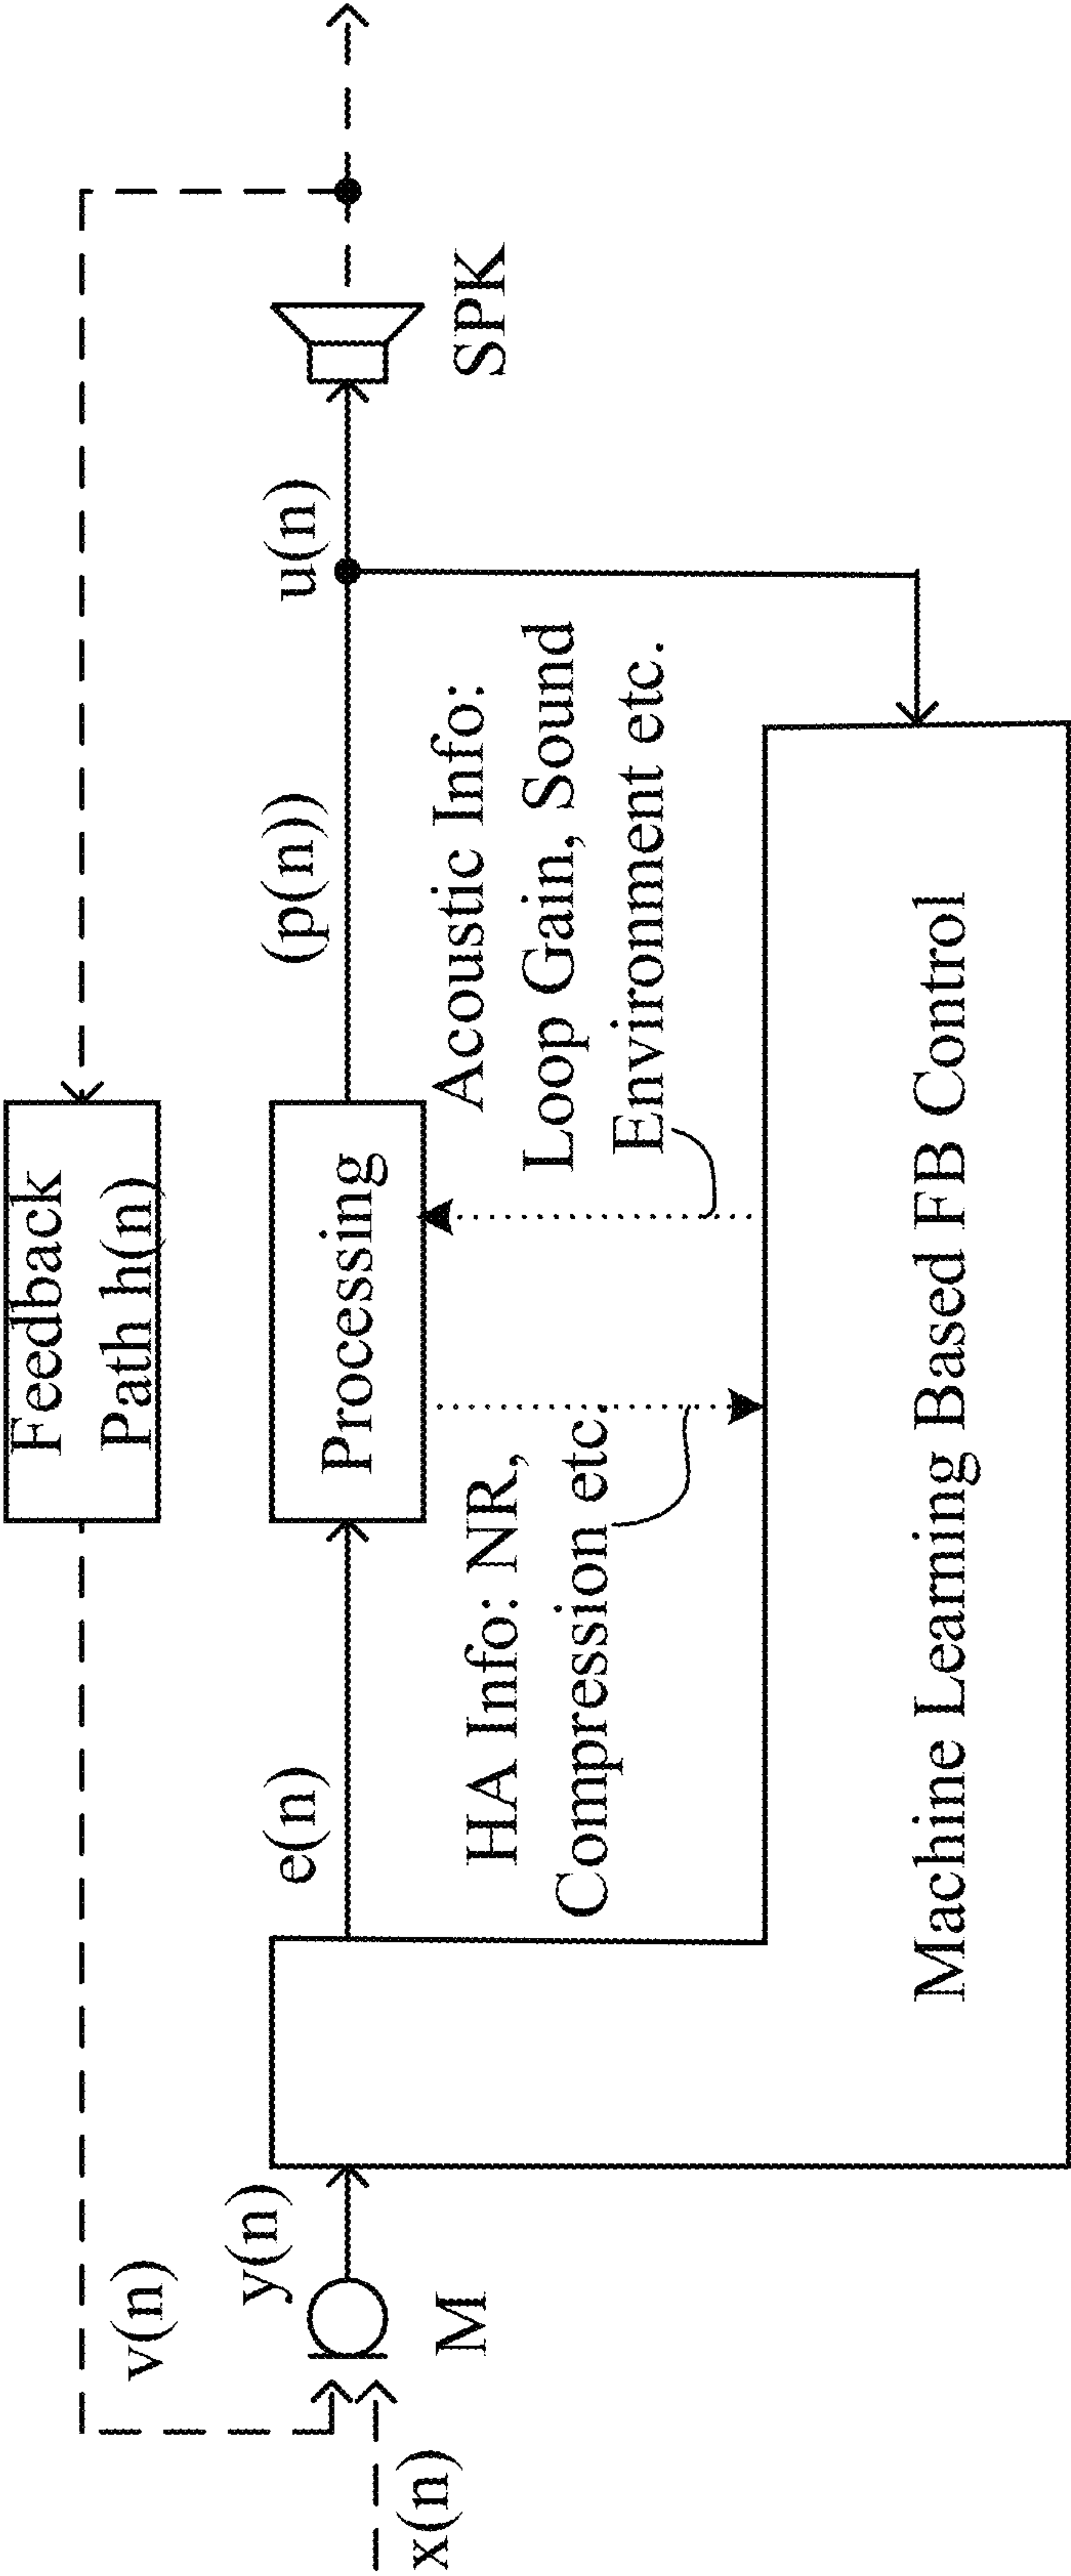 Feedback
Path h(n)
v(n)
y(n)
e(n)
Processing
(p(n))
u(n)
x(n)
M
HA Info: NR,
Compression etc.
Acoustic Info:
Loop Gain, Sound
Environment etc.
SPK
Machine Learning Based FB Control